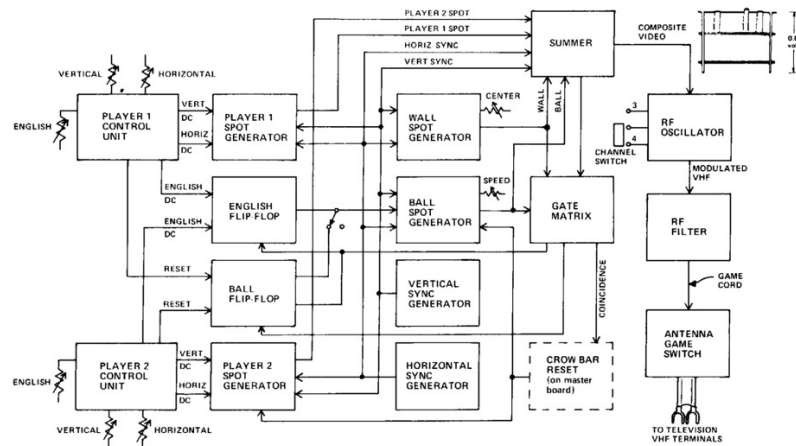 PLAYER 2 SPOT
PLAYER 1 SPOT
HORIZ SYNC
VERT SYNC
SUMMER
COMPOSITE
VIDEO
VERTICAL
HORIZONTAL
ENGLISH
PLAYER 1
CONTROL
UNIT
VERT
DC
HORIZ
DC
PLAYER 1
SPOT
GENERATOR
WALL
SPOT
GENERATOR
CENTER
WALL
BALL
3
4
CHANNEL
SWITCH
RF
OSCILLATOR
MODULATED
VHF
ENGLISH
DC
ENGLISH
DC
ENGLISH
FLIP-FLOP
BALL
SPOT
GENERATOR
SPEED
GATE
MATRIX
RF
FILTER
RESET
RESET
BALL
FLIP-FLOP
VERTICAL
SYNC
GENERATOR
COINCIDENCE
GAME
CORD
ENGLISH
PLAYER 2
CONTROL
UNIT
VERT
DC
HORIZ
DC
PLAYER 2
SPOT
GENERATOR
HORIZONTAL
SYNC
GENERATOR
CROW BAR
RESET
(on master
board)
ANTENNA
GAME
SWITCH
VERTICAL
HORIZONTAL
TO TELEVISION
VHF TERMINALS